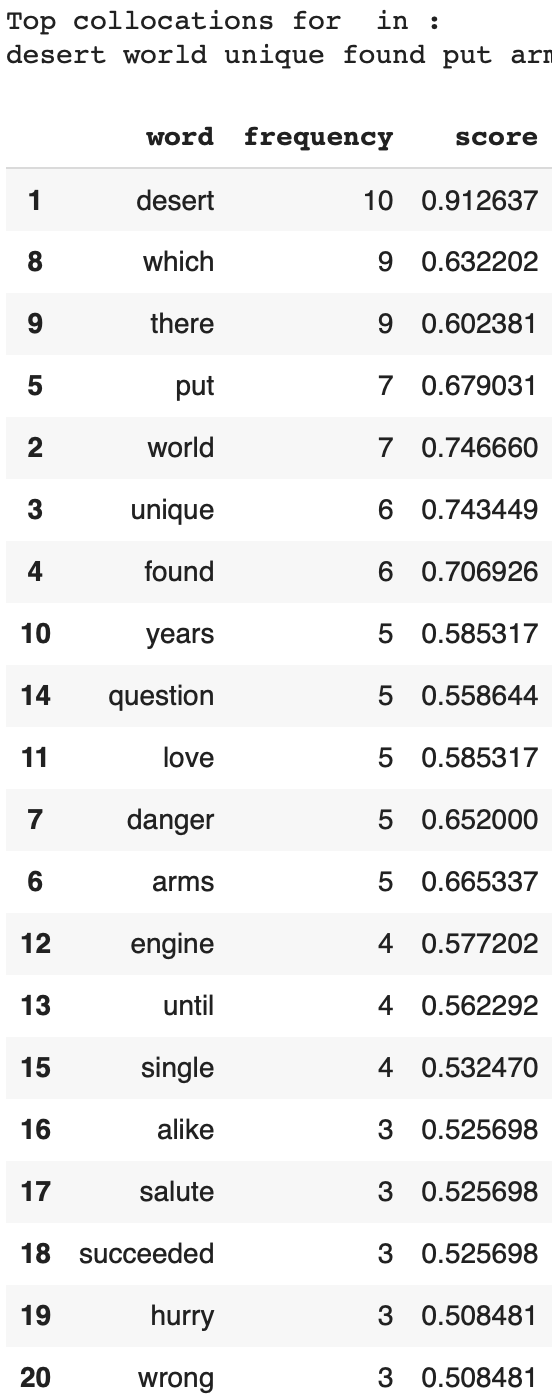 Top collocations for  in :
desert world unique found put arm
word frequency score
1 desert 10 0.912637
8 which 9 0.632202
9 there 9 0.602381
5 put 7 0.679031
2 world 7 0.746660
3 unique 6 0.743449
4 found 6 0.706926
10 years 5 0.585317
14 question 5 0.558644
11 love 5 0.585317
7 danger 5 0.652000
6 arms 5 0.665337
12 engine 4 0.577202
13 until 4 0.562292
15 single 4 0.532470
16 alike 3 0.525698
17 salute 3 0.525698
18 succeeded 3 0.525698
19 hurry 3 0.508481
20 wrong 3 0.508481